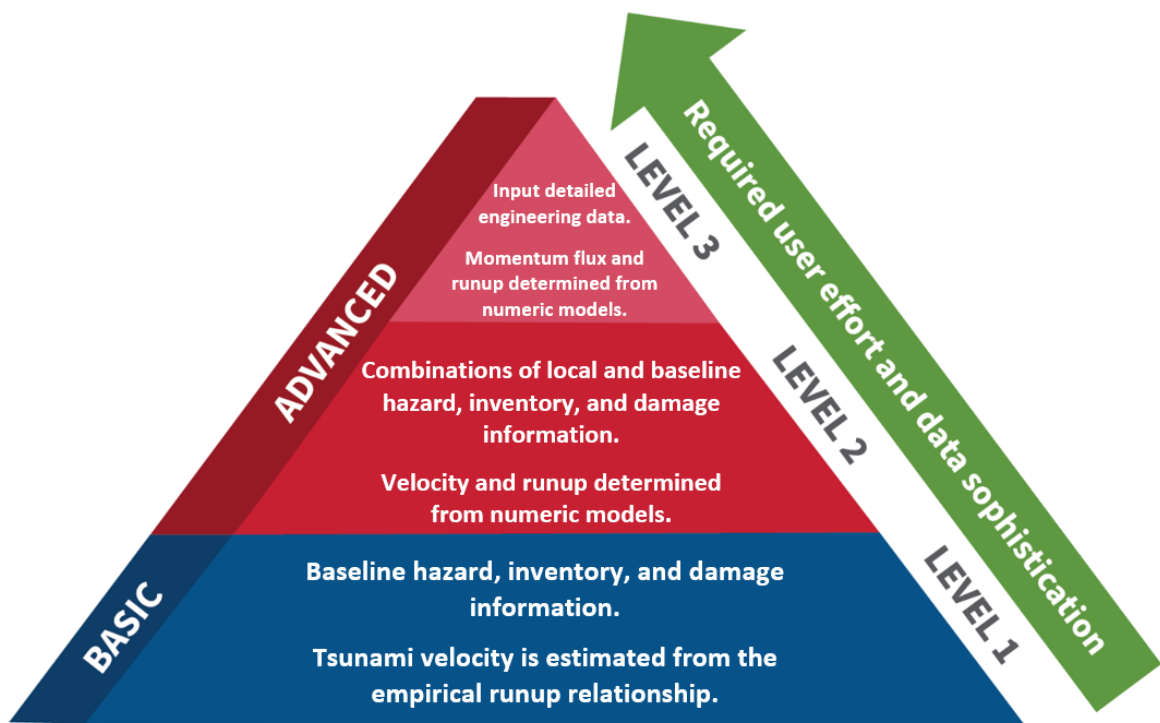 Input detailed
engineering data.
Momentum flux and
runup determined from
numeric models.
LEVEL 3
ADVANCED
Combinations of local and baseline
hazard, inventory, and damage
information.
Velocity and runup determined
from numeric models.
LEVEL 2
BASIC
Baseline hazard, inventory, and damage
information.
Tsunami velocity is estimated from the
empirical runup relationship.
LEVEL 1
Required user effort and data sophistication